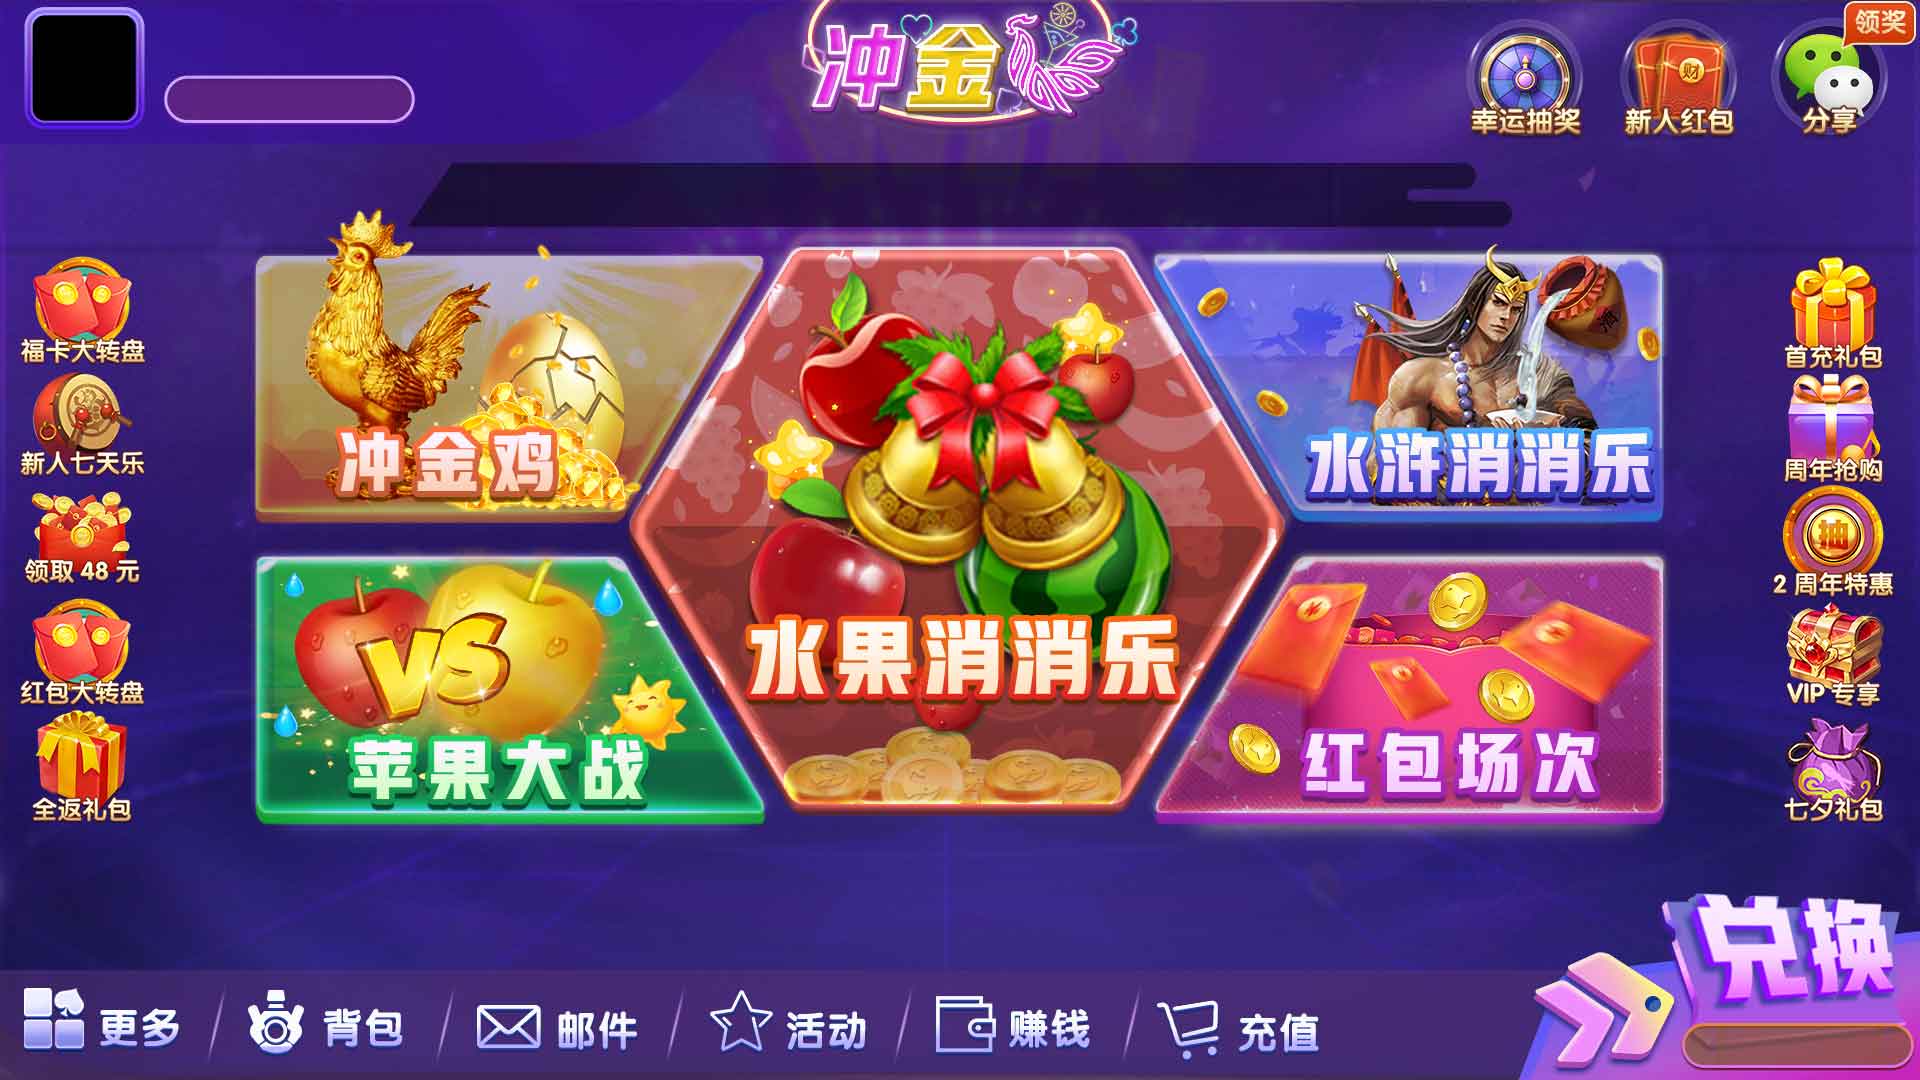 冲金
领奖
幸运抽奖
新人红包
分享
福卡大转盘
新人七天乐
领取 48 元
红包大转盘
全返礼包
冲金鸡
苹果大战
VS
水果消消乐
水浒消消乐
酒
红包场次
首充礼包
周年抢购
抽
2 周年特惠
VIP 专享
七夕礼包
更多
背包
邮件
活动
赚钱
充值
兑换
财